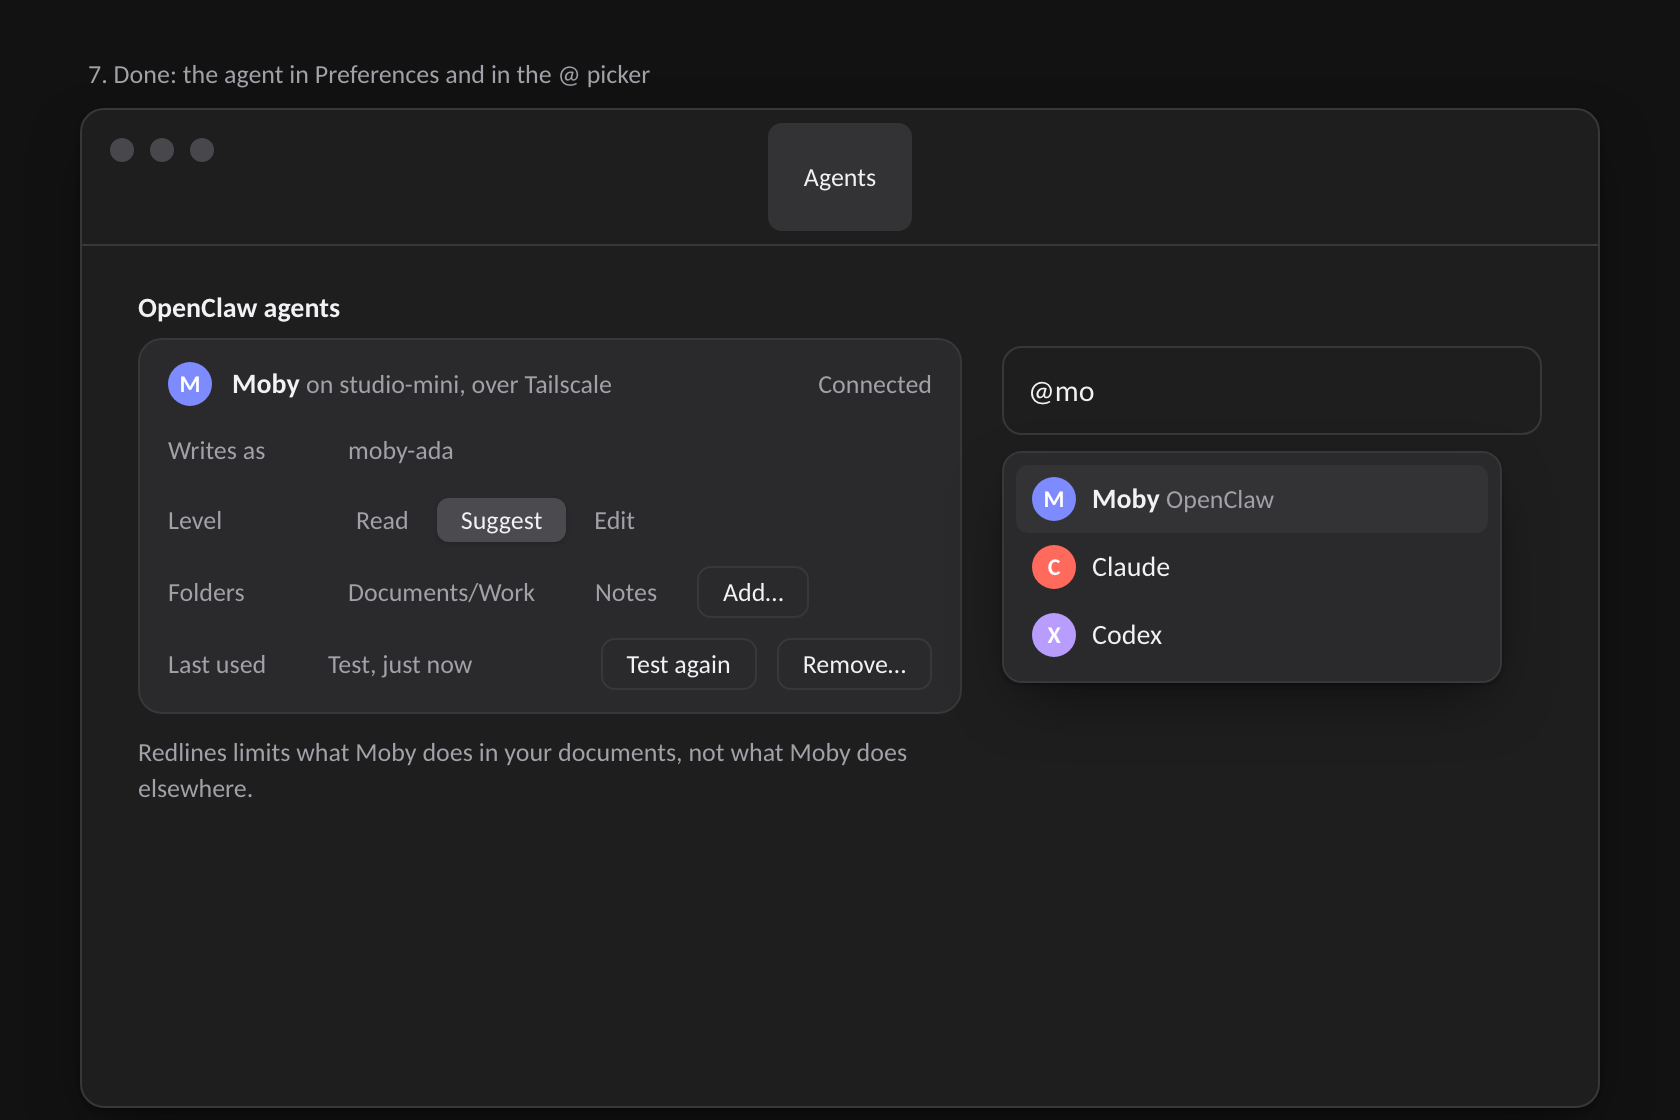 7. Done: the agent in Preferences and in the @ picker
Agents
OpenClaw agents
M Moby on studio-mini, over Tailscale Connected
Writes as moby-ada
Level Read Suggest Edit
Folders Documents/Work Notes Add...
Last used Test, just now Test again Remove...
Redlines limits what Moby does in your documents, not what Moby does
elsewhere.
@mo
M Moby OpenClaw
C Claude
X Codex